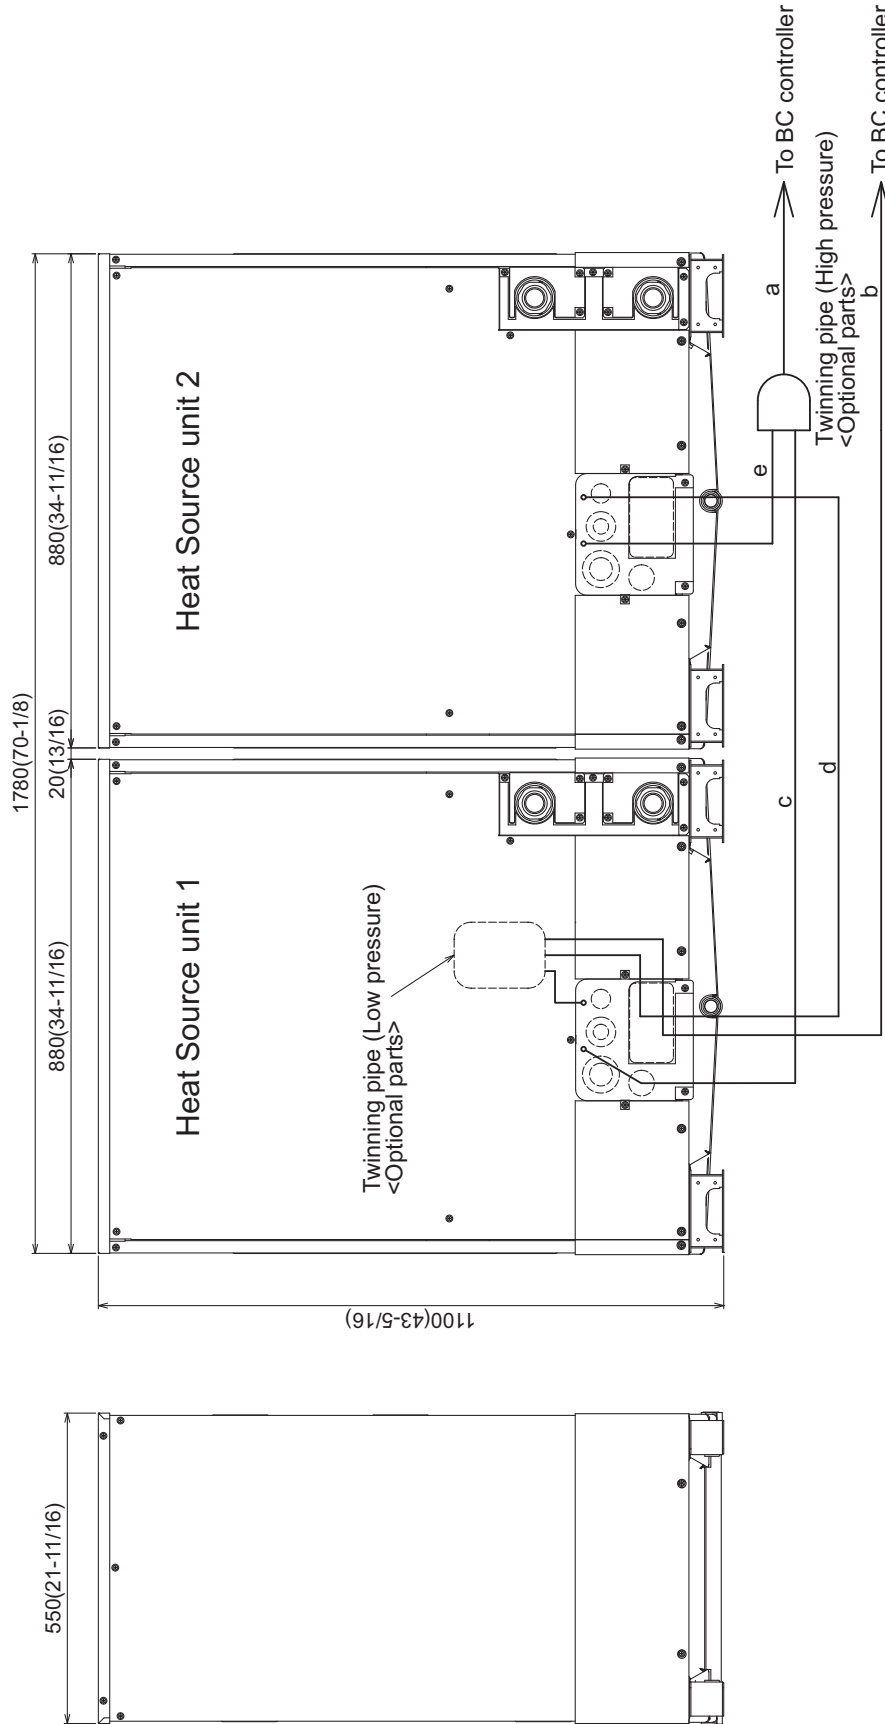 550(21-11/16)
1100(43-5/16)
1780(70-1/8)
880(34-11/16)
20(13/16)
880(34-11/16)
Heat Source unit 1
Heat Source unit 2
Twinning pipe (Low pressure)
<Optional parts>
c
d
e
a
To BC controller
Twinning pipe (High pressure)
<Optional parts>
b
To BC controller